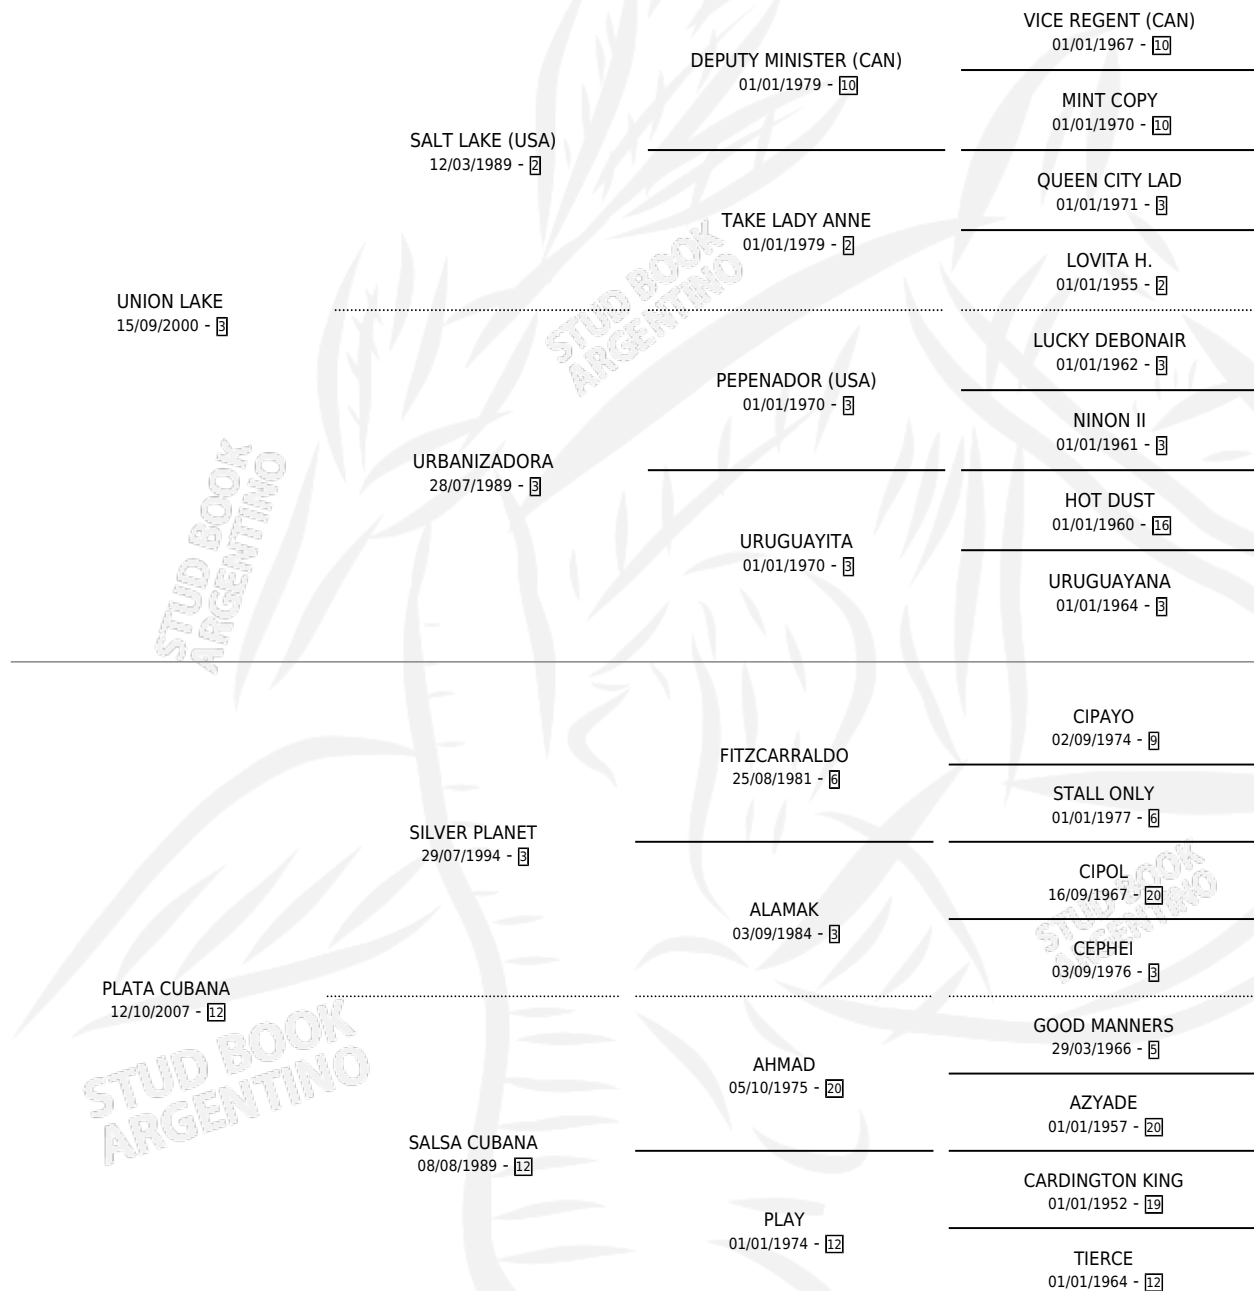 VICE REGENT (CAN)
01/01/1967 - 10
DEPUTY MINISTER (CAN)
01/01/1979 - 10
MINT COPY
01/01/1970 - 10
SALT LAKE (USA)
12/03/1989 - 2
QUEEN CITY LAD
01/01/1971 - 3
TAKE LADY ANNE
01/01/1979 - 2
LOVITA H.
01/01/1955 - 2
UNION LAKE
15/09/2000 - 3
LUCKY DEBONAIR
01/01/1962 - 3
PEPENADOR (USA)
01/01/1970 - 3
NINON II
01/01/1961 - 3
URBANIZADORA
28/07/1989 - 3
HOT DUST
01/01/1960 - 16
URUGUAYITA
01/01/1970 - 3
URUGUAYANA
01/01/1964 - 3
STUD BOOK
ARGENTINO
STUD BOOK
ARGENTINO
CIPAYO
02/09/1974 - 9
FITZCARRALDO
25/08/1981 - 6
STALL ONLY
01/01/1977 - 6
SILVER PLANET
29/07/1994 - 3
CIPOL
16/09/1967 - 20
ALAMAK
03/09/1984 - 3
CEPHEI
03/09/1976 - 3
STUD BOOK
ARGENTINO
PLATA CUBANA
12/10/2007 - 12
GOOD MANNERS
29/03/1966 - 5
AHMAD
05/10/1975 - 20
AZYADE
01/01/1957 - 20
SALSA CUBANA
08/08/1989 - 12
CARDINGTON KING
01/01/1952 - 19
PLAY
01/01/1974 - 12
TIERCE
01/01/1964 - 12
STUD BOOK
ARGENTINO